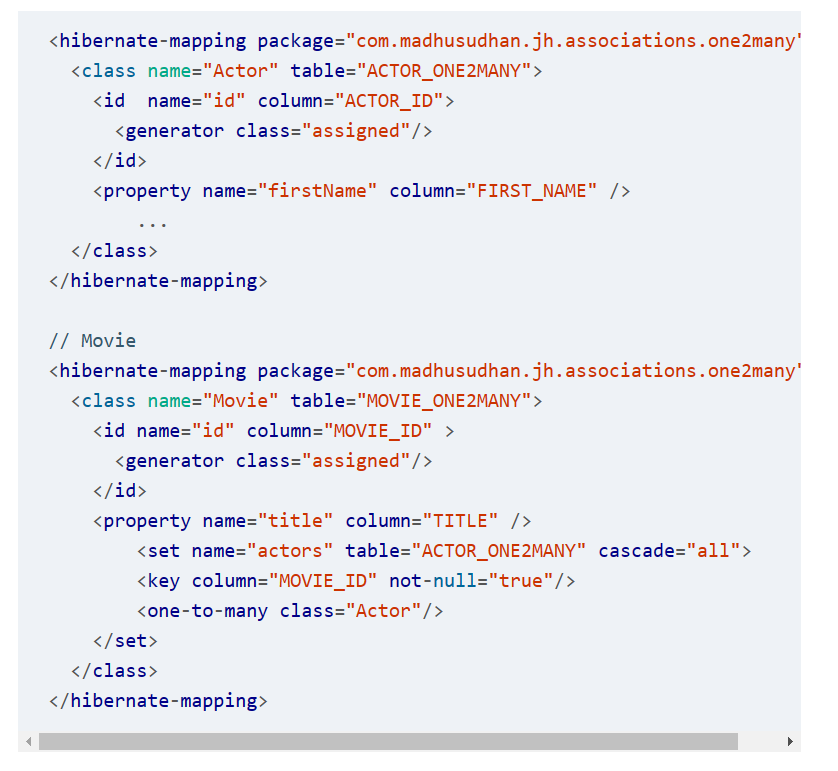 <hibernate-mapping package="com.madhusudhan.jh.associations.one2many"
  <class name="Actor" table="ACTOR_ONE2MANY">
    <id  name="id" column="ACTOR_ID">
      <generator class="assigned"/>
    </id>
    <property name="firstName" column="FIRST_NAME" />
        ...
  </class>
</hibernate-mapping>

// Movie
<hibernate-mapping package="com.madhusudhan.jh.associations.one2many"
  <class name="Movie" table="MOVIE_ONE2MANY">
    <id name="id" column="MOVIE_ID" >
      <generator class="assigned"/>
    </id>
    <property name="title" column="TITLE" />
        <set name="actors" table="ACTOR_ONE2MANY" cascade="all">
        <key column="MOVIE_ID" not-null="true"/>
        <one-to-many class="Actor"/>
    </set>
  </class>
</hibernate-mapping>